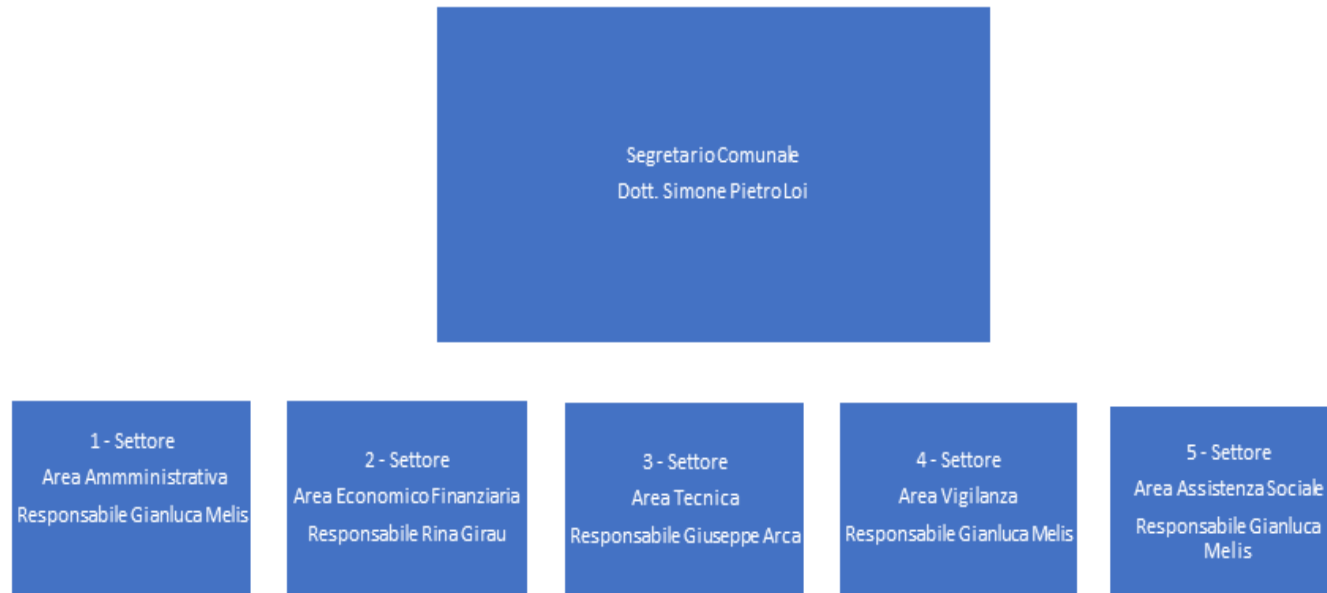 Segretario Comunale
Dott. Simone Pietro Loi
1 - Settore
Area Ammministrativa
Responsabile Gianluca Melis
2 - Settore
Area Economico Finanziaria
Responsabile Rina Girau
3 - Settore
Area Tecnica
Responsabile Giuseppe Arca
4 - Settore
Area Vigilanza
Responsabile Gianluca Melis
5 - Settore
Area Assistenza Sociale
Responsabile Gianluca
Melis